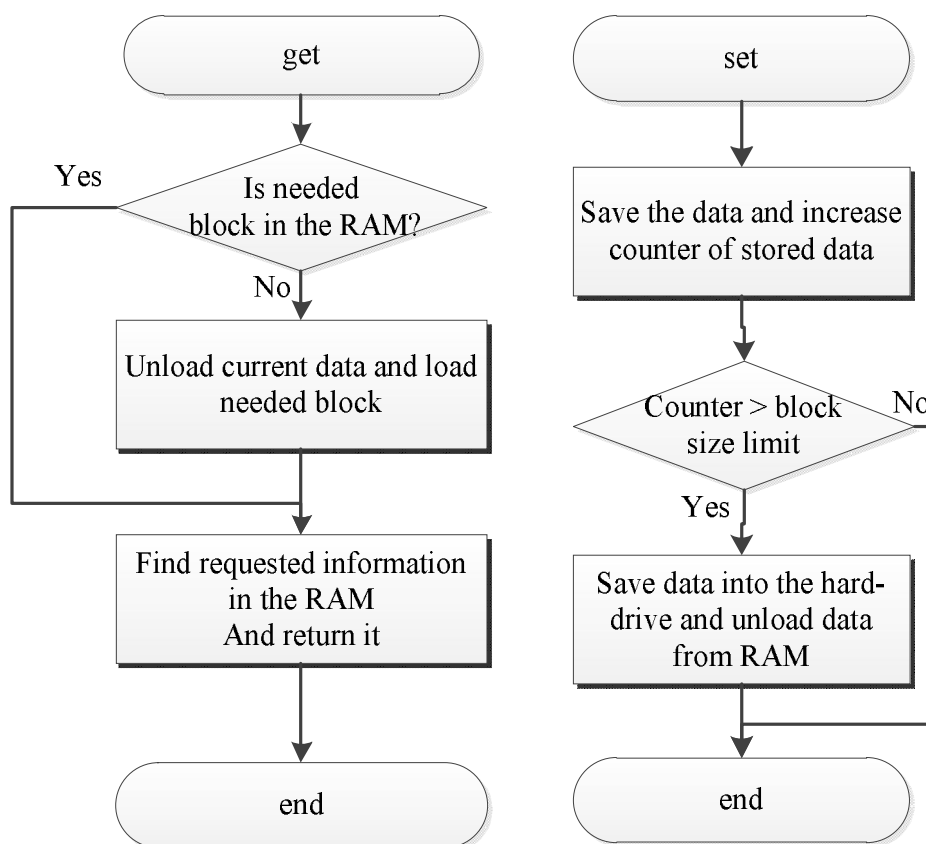 get
Yes
Is needed
block in the RAM?
No
Unload current data and load
needed block
Find requested information
in the RAM
And return it
end
set
Save the data and increase
counter of stored data
Counter > block
size limit
No
Yes
Save data into the hard-
drive and unload data
from RAM
end